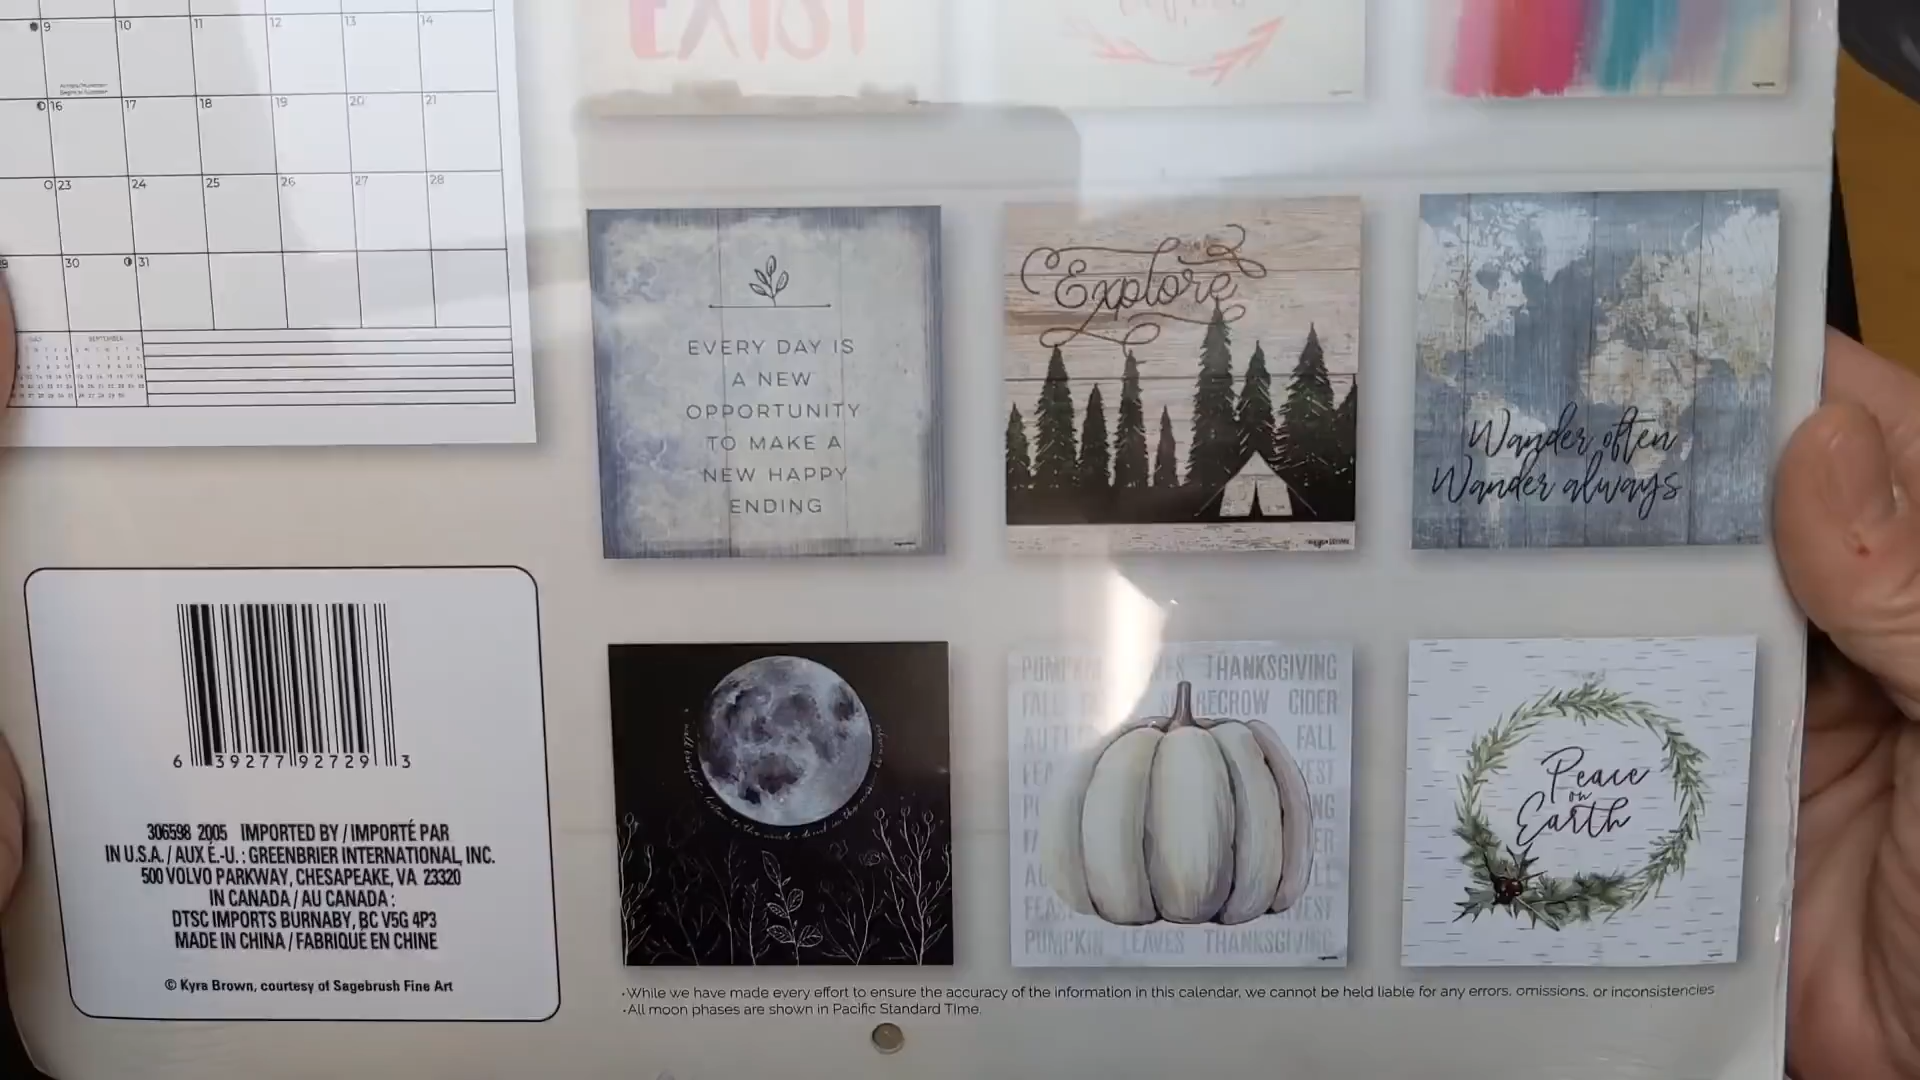 EXIST
9 10 11 12 13 14
16 17 18 19 20 21
23 24 25 26 27 28
30 31
JULY SEPTEMBER
EVERY DAY IS
A NEW
OPPORTUNITY
TO MAKE A
NEW HAPPY
ENDING
Explore
Wander often
Wander always
6 39277 92729 3
306598 2005 IMPORTED BY / IMPORTÉ PAR
IN U.S.A. / AUX É.-U. : GREENBRIER INTERNATIONAL, INC.
500 VOLVO PARKWAY, CHESAPEAKE, VA 23320
IN CANADA / AU CANADA :
DTSC IMPORTS BURNABY, BC V5G 4P3
MADE IN CHINA / FABRIQUÉ EN CHINE
© Kyra Brown, courtesy of Sagebrush Fine Art
THANKSGIVING
CIDER
FALL
PUMPKIN LEAVES THANKSGIVING
Peace
on
Earth
•While we have made every effort to ensure the accuracy of the information in this calendar, we cannot be held liable for any errors, omissions, or inconsistencies
•All moon phases are shown in Pacific Standard Time.